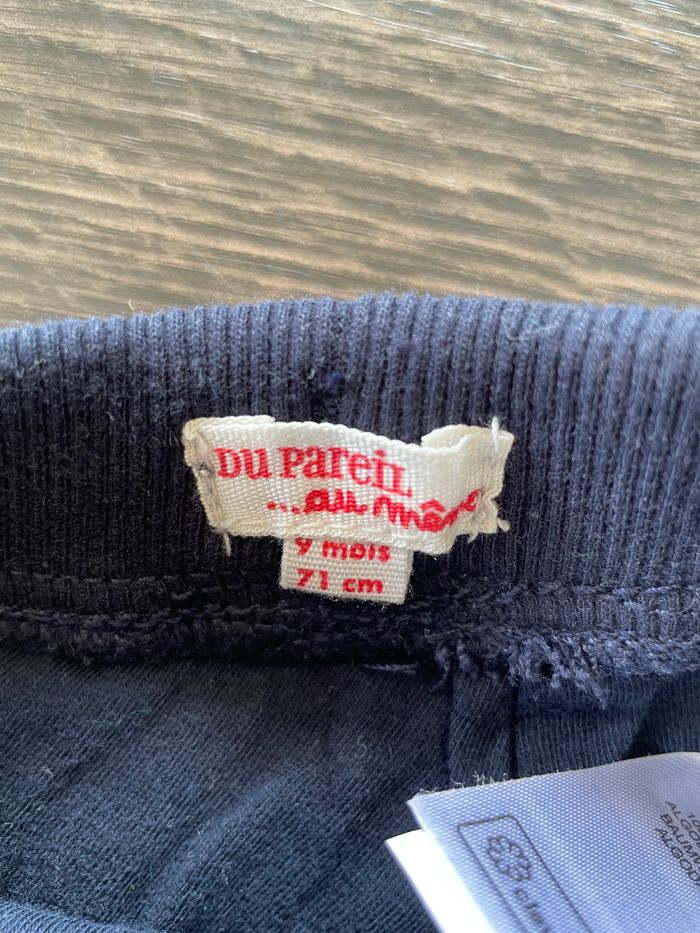 DU PAREIL
...au même
9 mois
71 cm